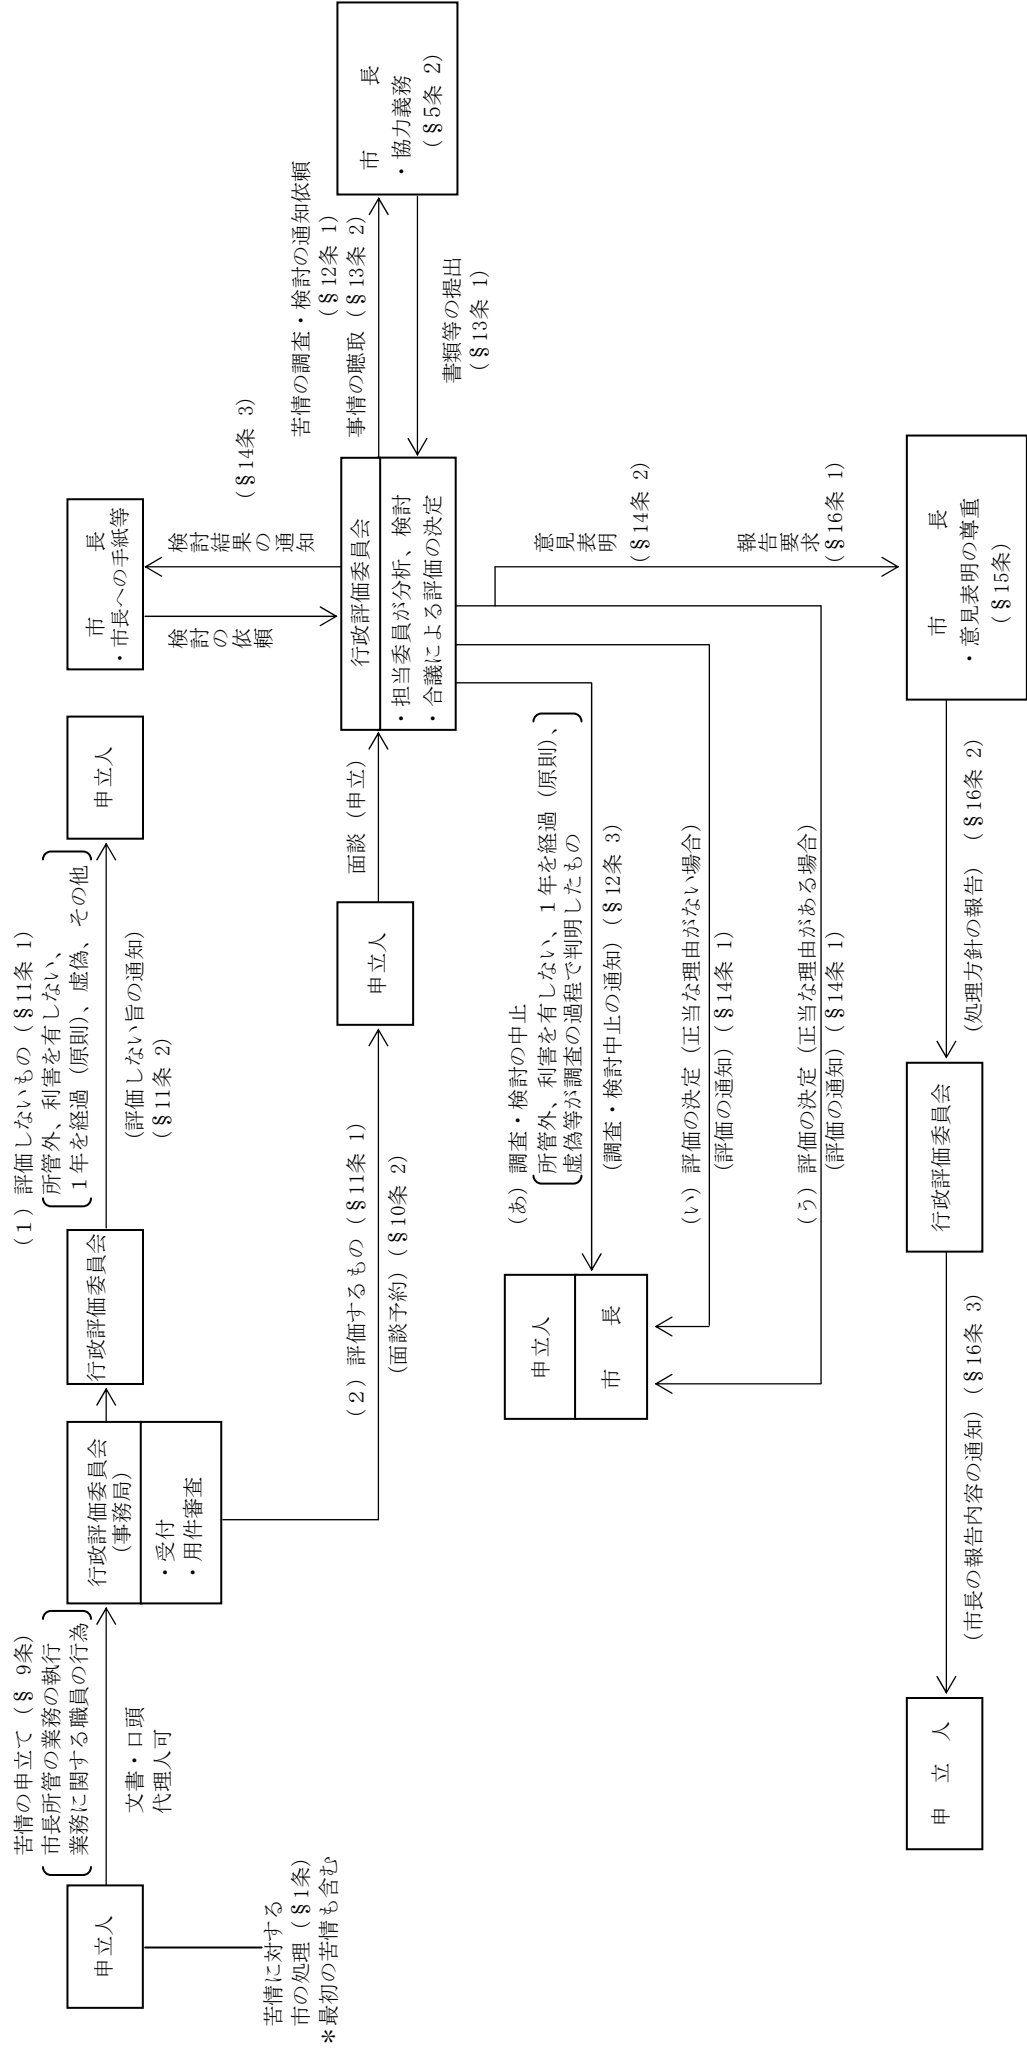 苦情の申立て（§ 9条）
市長所管の業務の執行
業務に関する職員の行為
申立人
文書・口頭
代理人可
苦情に対する
市の処理（§1条）
＊最初の苦情も含む
行政評価委員会
(事務局)
・受付
・用件審査
行政評価委員会
（1）評価しないもの（§11条 1）
所管外、利害を有しない、
1年を経過（原則）、虚偽、その他
(評価しない旨の通知)
（§11条 2）
申立人
（2）評価するもの（§11条 1）
(面談予約)（§10条 2）
申立人
面談（申立）
市 長
・市長への手紙等
検討の依頼
検討結果の通知
（§14条 3）
行政評価委員会
・担当委員が分析、検討
・合議による評価の決定
苦情の調査・検討の通知依頼
（§12条 1）
事情の聴取（§13条 2）
書類等の提出
（§13条 1）
市 長
・協力義務
（§5条 2）
（あ）調査・検討の中止
所管外、利害を有しない、1年を経過（原則）、
虚偽等が調査の過程で判明したもの
(調査・検討中止の通知)（§12条 3）
（い）評価の決定（正当な理由がない場合）
(評価の通知)（§14条 1）
（う）評価の決定（正当な理由がある場合）
(評価の通知)（§14条 1）
申立人
市 長
意見表明
（§14条 2）
報告要求
（§16条 1）
市 長
・意見表明の尊重
（§15条）
(処理方針の報告)（§16条 2）
行政評価委員会
(市長の報告内容の通知)（§16条 3）
申 立 人